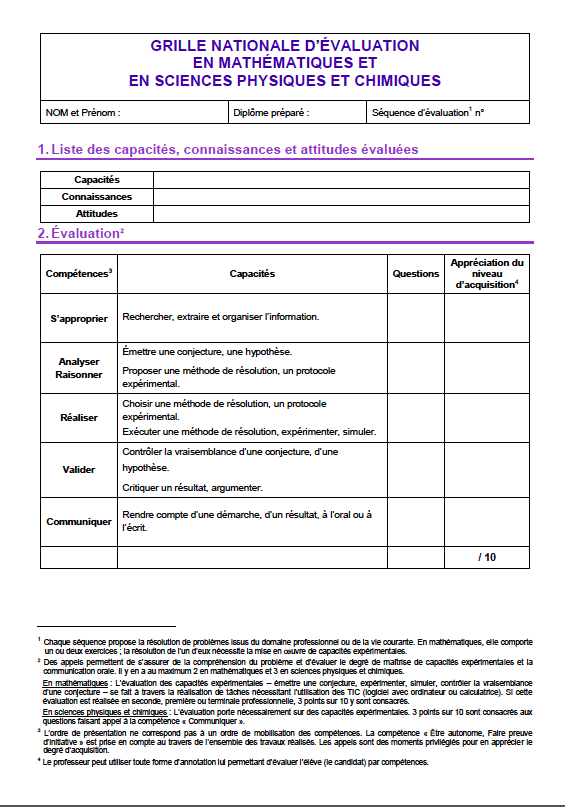 GRILLE NATIONALE D'ÉVALUATION
EN MATHÉMATIQUES ET
EN SCIENCES PHYSIQUES ET CHIMIQUES
NOM et Prénom :
Diplôme préparé :
Séquence d'évaluation¹ n°
1. Liste des capacités, connaissances et attitudes évaluées
Capacités
Connaissances
Attitudes
2. Évaluation²
Compétences³
Capacités
Questions
Appréciation du
niveau
d'acquisition⁴
S'approprier
Rechercher, extraire et organiser l'information.
Analyser
Raisonner
Émettre une conjecture, une hypothèse.
Proposer une méthode de résolution, un protocole
expérimental.
Réaliser
Choisir une méthode de résolution, un protocole
expérimental.
Exécuter une méthode de résolution, expérimenter, simuler.
Valider
Contrôler la vraisemblance d'une conjecture, d'une
hypothèse.
Critiquer un résultat, argumenter.
Communiquer
Rendre compte d'une démarche, d'un résultat, à l'oral ou à
l'écrit.
/ 10
¹ Chaque séquence propose la résolution de problèmes issus du domaine professionnel ou de la vie courante. En mathématiques, elle comporte
un ou deux exercices ; la résolution de l'un d'eux nécessite la mise en œuvre de capacités expérimentales.
² Des appels permettent de s'assurer de la compréhension du problème et d'évaluer le degré de maîtrise de capacités expérimentales et la
communication orale. Il y en a au maximum 2 en mathématiques et 3 en sciences physiques et chimiques.
En mathématiques : L'évaluation des capacités expérimentales – émettre une conjecture, expérimenter, simuler, contrôler la vraisemblance
d'une conjecture – se fait à travers la réalisation de tâches nécessitant l'utilisation des TIC (logiciel avec ordinateur ou calculatrice). Si cette
évaluation est réalisée en seconde, première ou terminale professionnelle, 3 points sur 10 y sont consacrés.
En sciences physiques et chimiques : L'évaluation porte nécessairement sur des capacités expérimentales. 3 points sur 10 sont consacrés aux
questions faisant appel à la compétence « Communiquer ».
³ L'ordre de présentation ne correspond pas à un ordre de mobilisation des compétences. La compétence « Être autonome, Faire preuve
d'initiative » est prise en compte au travers de l'ensemble des travaux réalisés. Les appels sont des moments privilégiés pour en apprécier le
degré d'acquisition.
⁴ Le professeur peut utiliser toute forme d'annotation lui permettant d'évaluer l'élève (le candidat) par compétences.